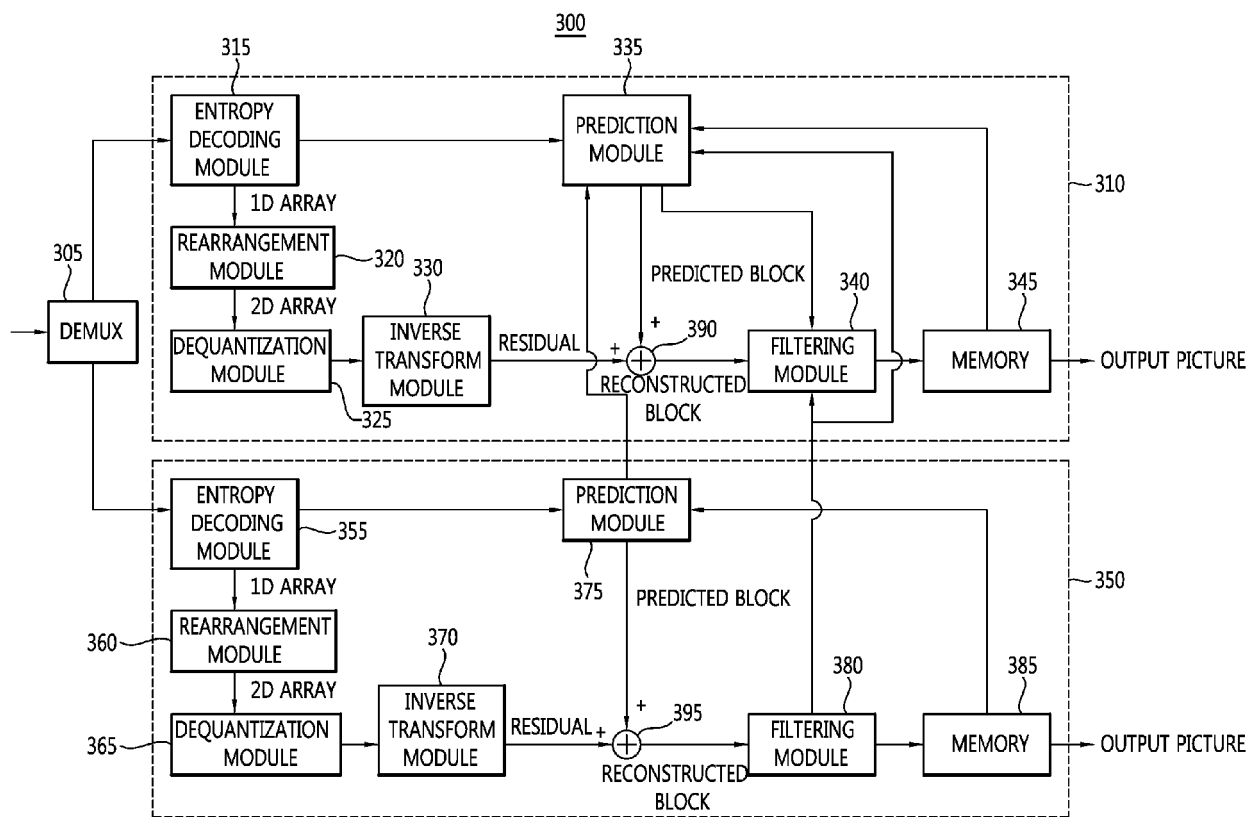 300
315
335
ENTROPY
DECODING
MODULE
PREDICTION
MODULE
310
1D ARRAY
305
REARRANGEMENT
MODULE
320
330
PREDICTED BLOCK
340
345
DEMUX
2D ARRAY
DEQUANTIZATION
MODULE
325
INVERSE
TRANSFORM
MODULE
RESIDUAL
+
+
390
RECONSTRUCTED
BLOCK
FILTERING
MODULE
MEMORY
OUTPUT PICTURE
ENTROPY
DECODING
MODULE
355
PREDICTION
MODULE
375
350
1D ARRAY
PREDICTED BLOCK
360
REARRANGEMENT
MODULE
370
380
385
2D ARRAY
365
DEQUANTIZATION
MODULE
INVERSE
TRANSFORM
MODULE
RESIDUAL
+
+
395
RECONSTRUCTED
BLOCK
FILTERING
MODULE
MEMORY
OUTPUT PICTURE